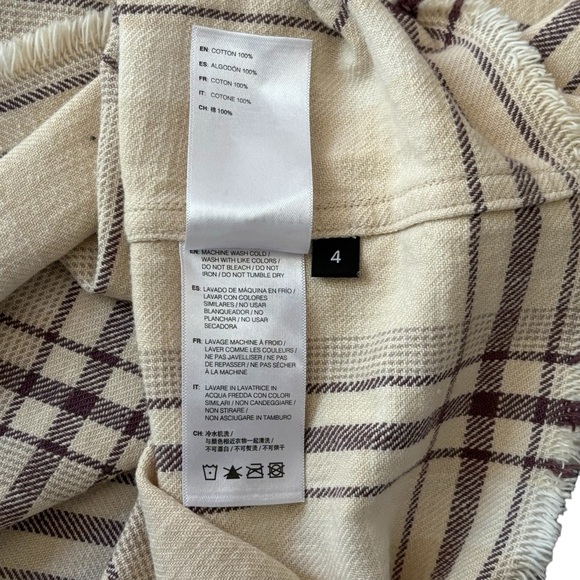 EN: COTTON 100%
ES: ALGODÓN 100%
FR: COTON 100%
IT: COTONE 100%
CH: 棉 100%
4
EN: MACHINE WASH COLD /
WASH WITH LIKE COLORS /
DO NOT BLEACH / DO NOT
IRON / DO NOT TUMBLE DRY
ES: LAVADO DE MÁQUINA EN FRÍO /
LAVAR CON COLORES
SIMILARES / NO USAR
BLANQUEADOR / NO
PLANCHAR / NO USAR
SECADORA
FR: LAVAGE MACHINE À FROID /
LAVER COMME LES COULEURS /
NE PAS JAVELLISER / NE PAS
DE REPASSER / NE PAS SÉCHER
À LA MACHINE
IT: LAVARE IN LAVATRICE IN
ACQUA FREDDA CON COLORI
SIMILARI / NON CANDEGGIARE /
NON STIRARE /
NON ASCIUGARE IN TAMBURO
CH: 冷水机洗 /
与颜色相近衣物一起清洗 /
不可漂白 / 不可熨烫 / 不可烘干